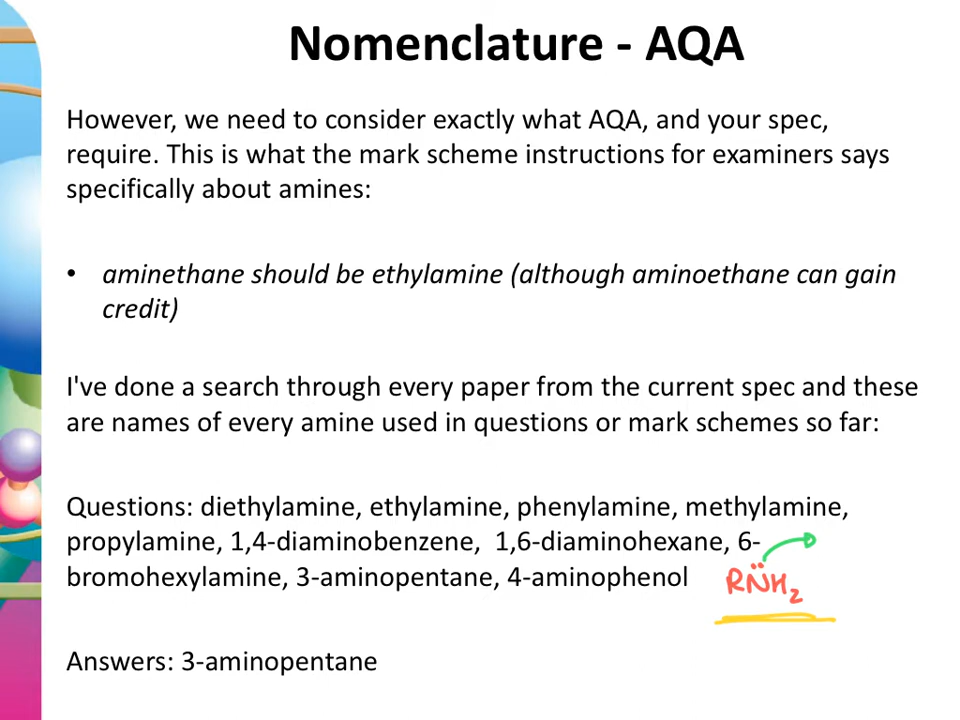 Nomenclature - AQA
However, we need to consider exactly what AQA, and your spec,
require. This is what the mark scheme instructions for examiners says
specifically about amines:
• aminethane should be ethylamine (although aminoethane can gain
credit)
I've done a search through every paper from the current spec and these
are names of every amine used in questions or mark schemes so far:
Questions: diethylamine, ethylamine, phenylamine, methylamine,
propylamine, 1,4-diaminobenzene,  1,6-diaminohexane, 6-
bromohexylamine, 3-aminopentane, 4-aminophenol
RN̈H₂
Answers: 3-aminopentane